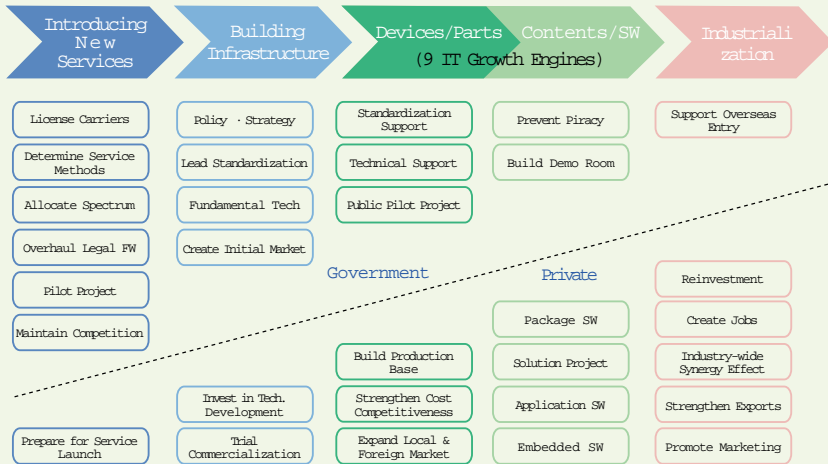 Introducing
New
Services
Building
Infrastructure
Devices/Parts
Contents/SW
(9 IT Growth Engines)
Industriali
zation
License Carriers
Determine Service
Methods
Allocate Spectrum
Overhaul Legal FW
Pilot Project
Maintain Competition
Prepare for Service
Launch
Policy · Strategy
Lead Standardization
Fundamental Tech
Create Initial Market
Invest in Tech.
Development
Trial
Commercialization
Standardization
Support
Technical Support
Public Pilot Project
Government
Build Production
Base
Strengthen Cost
Competitiveness
Expand Local &
Foreign Market
Prevent Piracy
Build Demo Room
Private
Package SW
Solution Project
Application SW
Embedded SW
Support Overseas
Entry
Reinvestment
Create Jobs
Industry-wide
Synergy Effect
Strengthen Exports
Promote Marketing